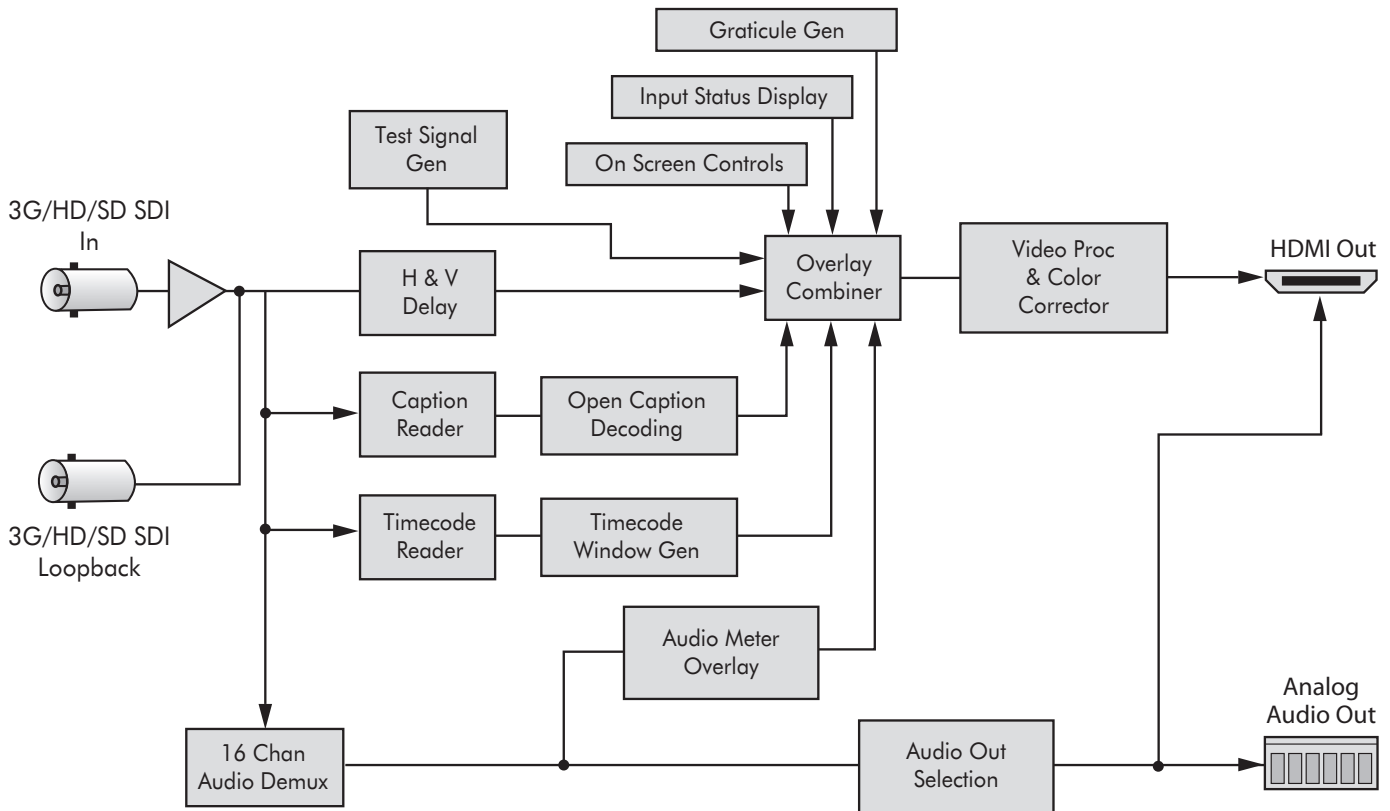 Graticule Gen
Input Status Display
Test Signal
Gen
On Screen Controls
3G/HD/SD SDI
In
H & V
Delay
Overlay
Combiner
Video Proc
& Color
Corrector
HDMI Out
Caption
Reader
Open Caption
Decoding
3G/HD/SD SDI
Loopback
Timecode
Reader
Timecode
Window Gen
Audio Meter
Overlay
16 Chan
Audio Demux
Audio Out
Selection
Analog
Audio Out